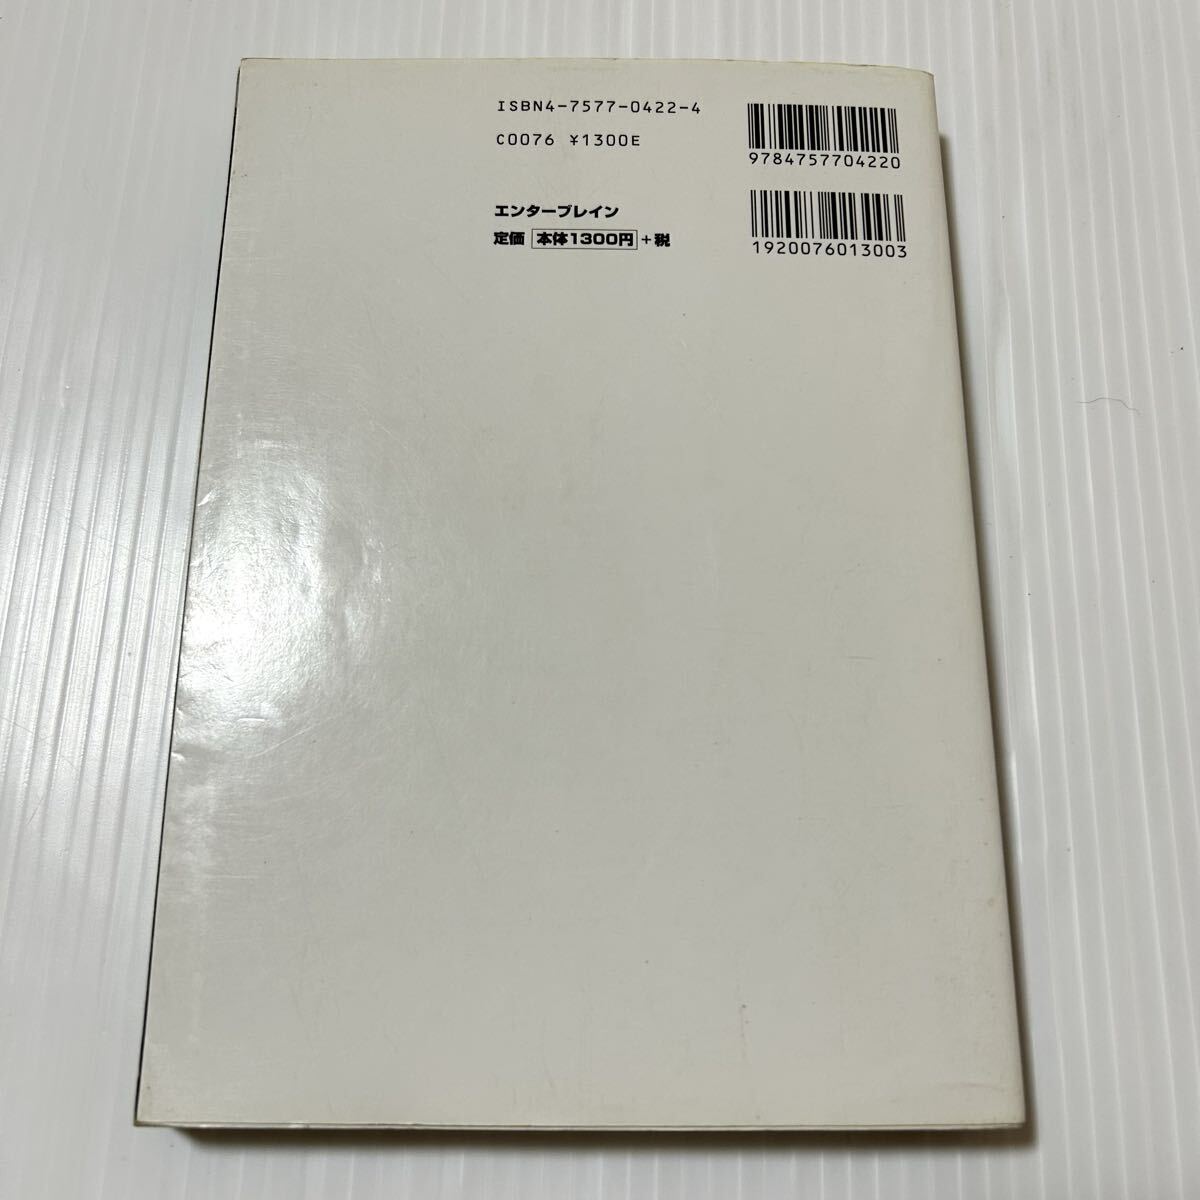 ISBN4-7577-0422-4
C0076 ¥1300E
エンターブレイン
定価 本体1300円 +税
9784757704220
1920076013003